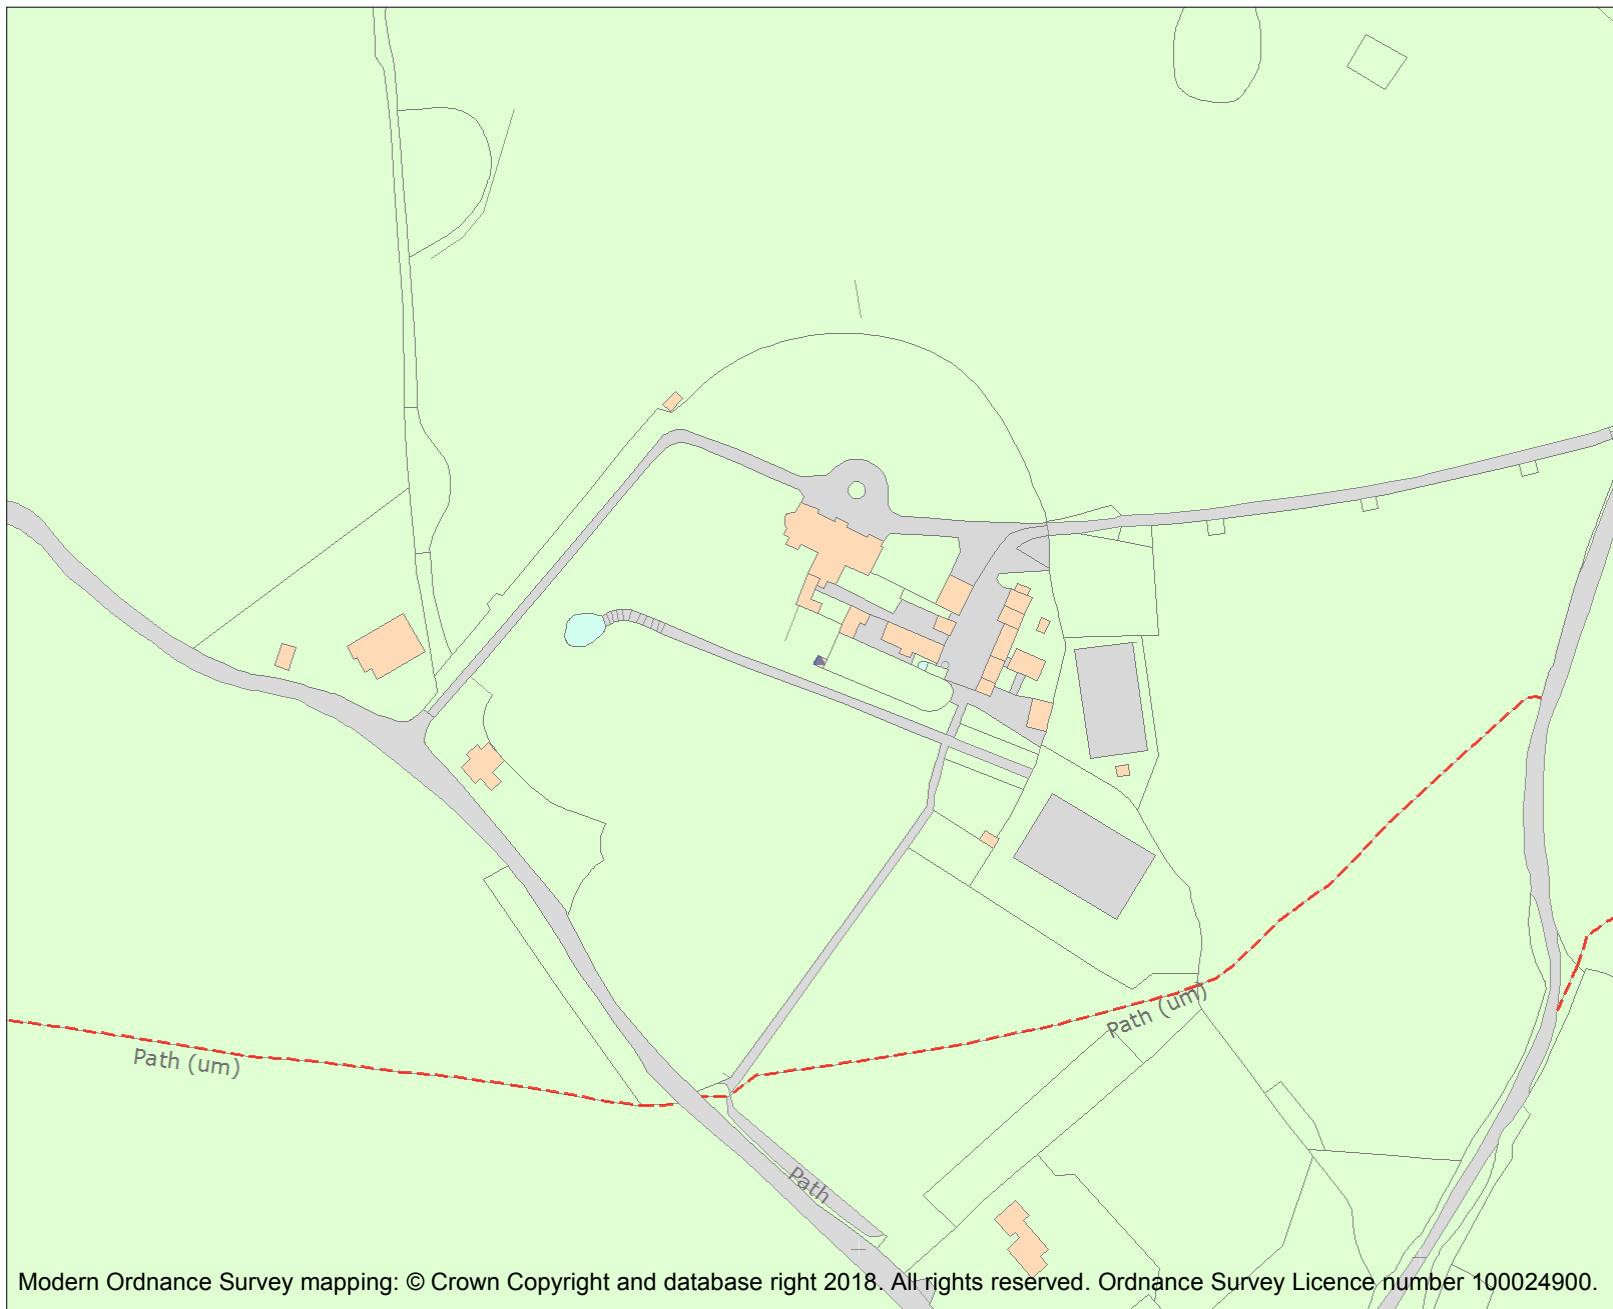 Path (um)
Path (um)
Path
Modern Ordnance Survey mapping: © Crown Copyright and database right 2018. All rights reserved. Ordnance Survey Licence number 100024900.